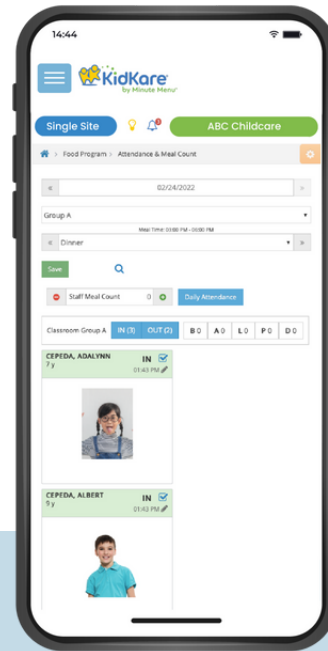 14:44
KidKare
by Minute Menu
Single Site
ABC Childcare
Food Program > Attendance & Meal Count
« 02/24/2022 »
Group A
Meal Time: 03:00 PM - 03:00 PM
« Dinner »
Save
Staff Meal Count 0 Daily Attendance
Classroom Group A IN (3) OUT (2) B 0 A 0 L 0 P 0 D 0
CEPEDA, ADALYNN IN
7 y 01:43 PM
CEPEDA, ALBERT IN
9 y 01:43 PM